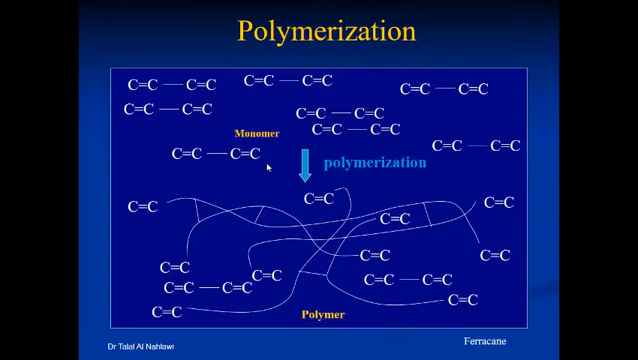 Polymerization
C=C — C=C
C=C — C=C
C=C — C=C
C=C — C=C
C=C — C=C
C=C — C=C
Monomer
C=C — C=C
C=C — C=C
polymerization
C=C
C=C
C=C
C=C
C=C
C=C
C=C
C=C
C=C — C=C
C=C — C=C
C=C
C=C
Polymer
Ferracane
Dr Talal Al Nahlawi